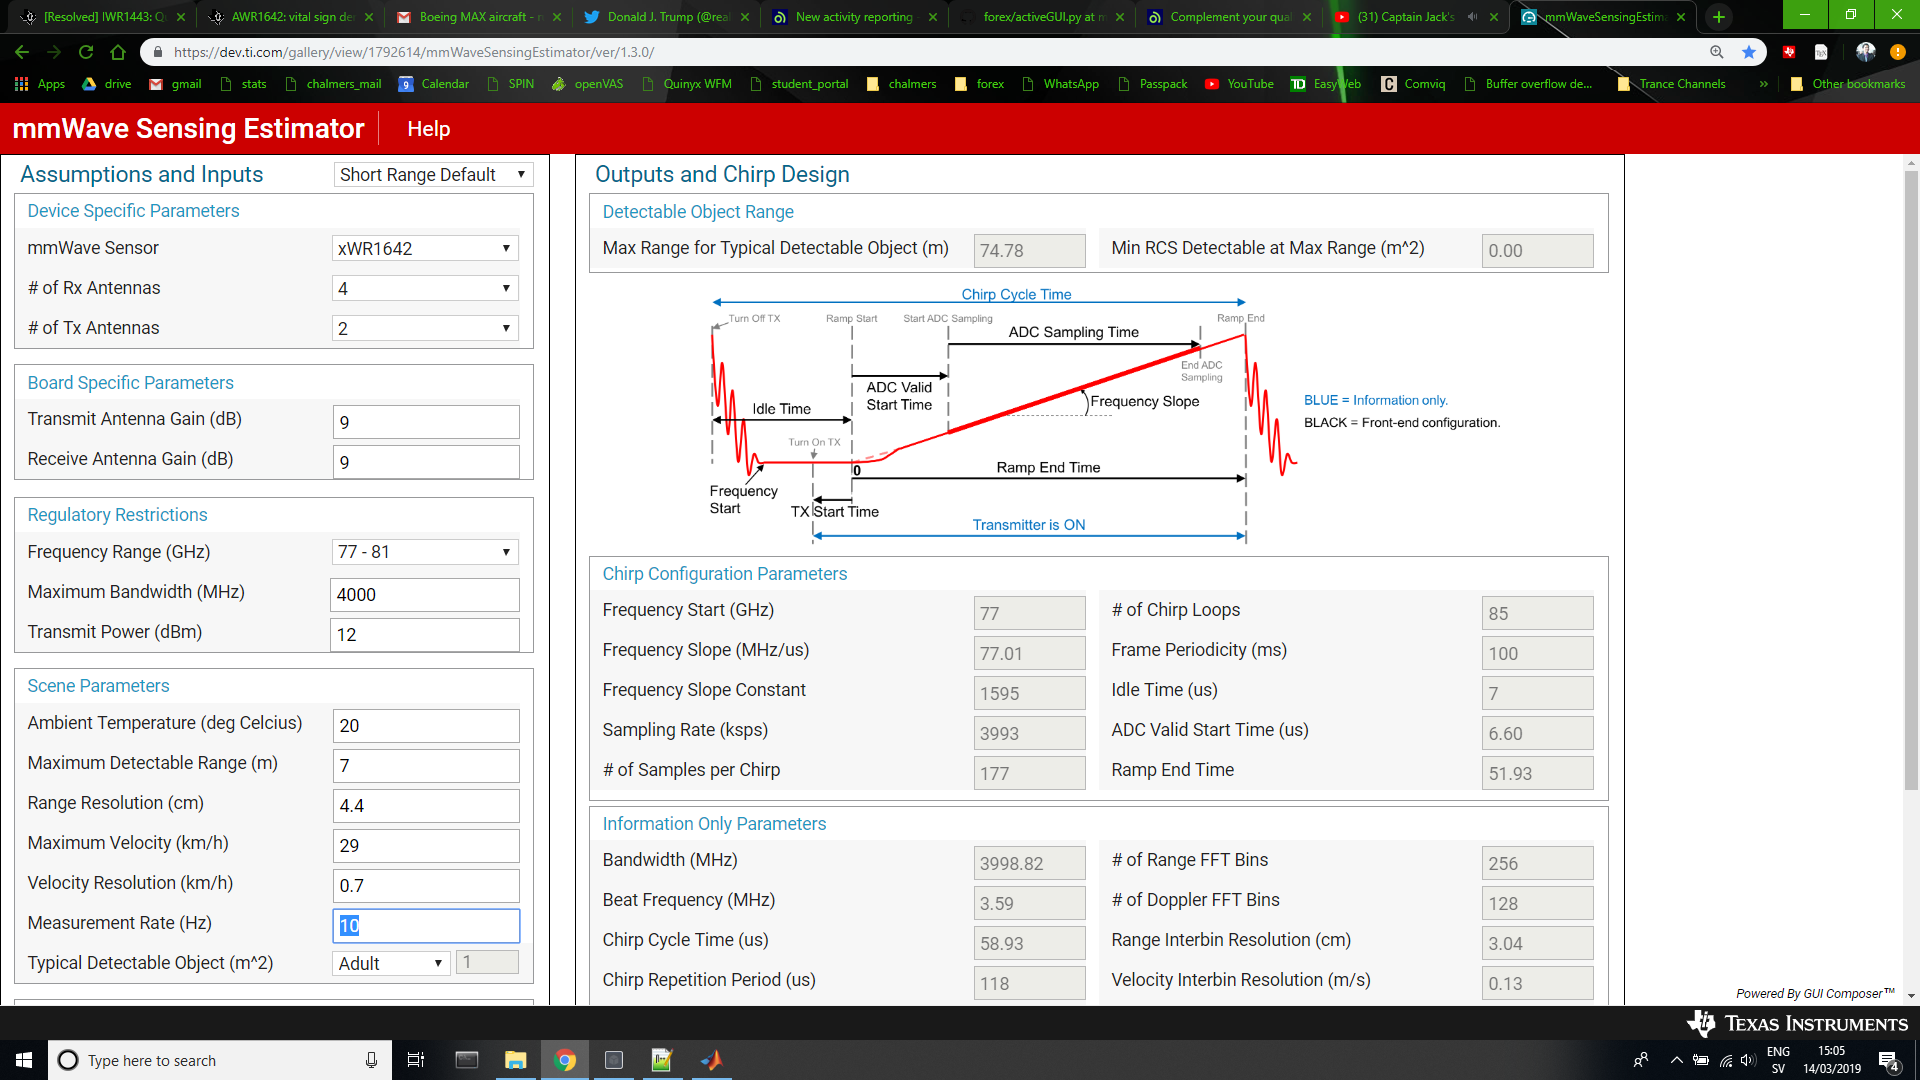 [Resolved] IWR1443: Q
AWR1642: vital sign de
Boeing MAX aircraft - n
Donald J. Trump (@real
New activity reporting
forex/activeGUI.py at m
Complement your qual
(31) Captain Jack's
mmWaveSensingEstim
https://dev.ti.com/gallery/view/1792614/mmWaveSensingEstimator/ver/1.3.0/
Apps drive gmail stats chalmers_mail Calendar SPIN openVAS Quinyx WFM student_portal chalmers forex WhatsApp Passpack YouTube EasyWeb Comviq Buffer overflow de... Trance Channels » Other bookmarks
mmWave Sensing Estimator Help
Assumptions and Inputs Short Range Default
Device Specific Parameters
mmWave Sensor xWR1642
# of Rx Antennas 4
# of Tx Antennas 2
Board Specific Parameters
Transmit Antenna Gain (dB) 9
Receive Antenna Gain (dB) 9
Regulatory Restrictions
Frequency Range (GHz) 77 - 81
Maximum Bandwidth (MHz) 4000
Transmit Power (dBm) 12
Scene Parameters
Ambient Temperature (deg Celcius) 20
Maximum Detectable Range (m) 7
Range Resolution (cm) 4.4
Maximum Velocity (km/h) 29
Velocity Resolution (km/h) 0.7
Measurement Rate (Hz) 10
Typical Detectable Object (m^2) Adult 1
Outputs and Chirp Design
Detectable Object Range
Max Range for Typical Detectable Object (m) 74.78 Min RCS Detectable at Max Range (m^2) 0.00
Chirp Cycle Time
Turn Off TX Ramp Start Start ADC Sampling Ramp End
ADC Sampling Time
End ADC
Sampling
ADC Valid
Start Time
Frequency Slope
BLUE = Information only.
BLACK = Front-end configuration.
Idle Time
Turn On TX
0
Ramp End Time
Frequency
Start
TX Start Time
Transmitter is ON
Chirp Configuration Parameters
Frequency Start (GHz) 77 # of Chirp Loops 85
Frequency Slope (MHz/us) 77.01 Frame Periodicity (ms) 100
Frequency Slope Constant 1595 Idle Time (us) 7
Sampling Rate (ksps) 3993 ADC Valid Start Time (us) 6.60
# of Samples per Chirp 177 Ramp End Time 51.93
Information Only Parameters
Bandwidth (MHz) 3998.82 # of Range FFT Bins 256
Beat Frequency (MHz) 3.59 # of Doppler FFT Bins 128
Chirp Cycle Time (us) 58.93 Range Interbin Resolution (cm) 3.04
Chirp Repetition Period (us) 118 Velocity Interbin Resolution (m/s) 0.13
Powered By GUI Composer™
TEXAS INSTRUMENTS
Type here to search
ENG
SV
15:05
14/03/2019
4